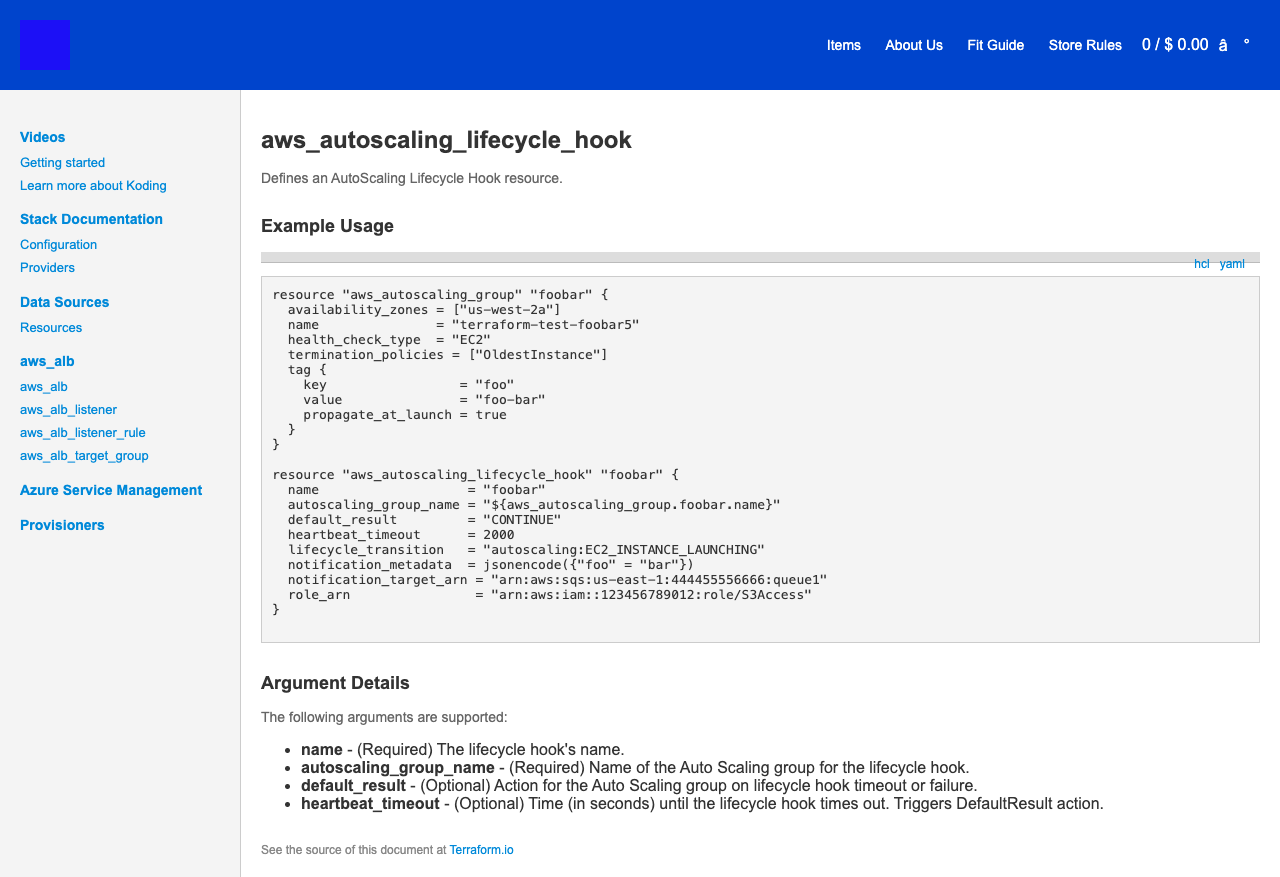 Items About Us Fit Guide Store Rules 0 / $ 0.00 â °
Videos
Getting started
Learn more about Koding
Stack Documentation
Configuration
Providers
Data Sources
Resources
aws_alb
aws_alb
aws_alb_listener
aws_alb_listener_rule
aws_alb_target_group
Azure Service Management
Provisioners
aws_autoscaling_lifecycle_hook
Defines an AutoScaling Lifecycle Hook resource.
Example Usage
hcl yaml
resource "aws_autoscaling_group" "foobar" {
  availability_zones = ["us-west-2a"]
  name               = "terraform-test-foobar5"
  health_check_type  = "EC2"
  termination_policies = ["OldestInstance"]
  tag {
    key                 = "foo"
    value               = "foo-bar"
    propagate_at_launch = true
  }
}
resource "aws_autoscaling_lifecycle_hook" "foobar" {
  name                   = "foobar"
  autoscaling_group_name = "${aws_autoscaling_group.foobar.name}"
  default_result         = "CONTINUE"
  heartbeat_timeout      = 2000
  lifecycle_transition   = "autoscaling:EC2_INSTANCE_LAUNCHING"
  notification_metadata  = jsonencode({"foo" = "bar"})
  notification_target_arn = "arn:aws:sqs:us-east-1:444455556666:queue1"
  role_arn                = "arn:aws:iam::123456789012:role/S3Access"
}
Argument Details
The following arguments are supported:
• name - (Required) The lifecycle hook's name.
• autoscaling_group_name - (Required) Name of the Auto Scaling group for the lifecycle hook.
• default_result - (Optional) Action for the Auto Scaling group on lifecycle hook timeout or failure.
• heartbeat_timeout - (Optional) Time (in seconds) until the lifecycle hook times out. Triggers DefaultResult action.
See the source of this document at Terraform.io